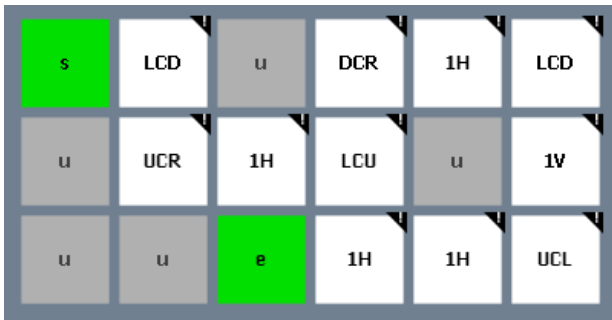 s LCD u DCR 1H LCD
u UCR 1H LCU u 1V
u u e 1H 1H UCL